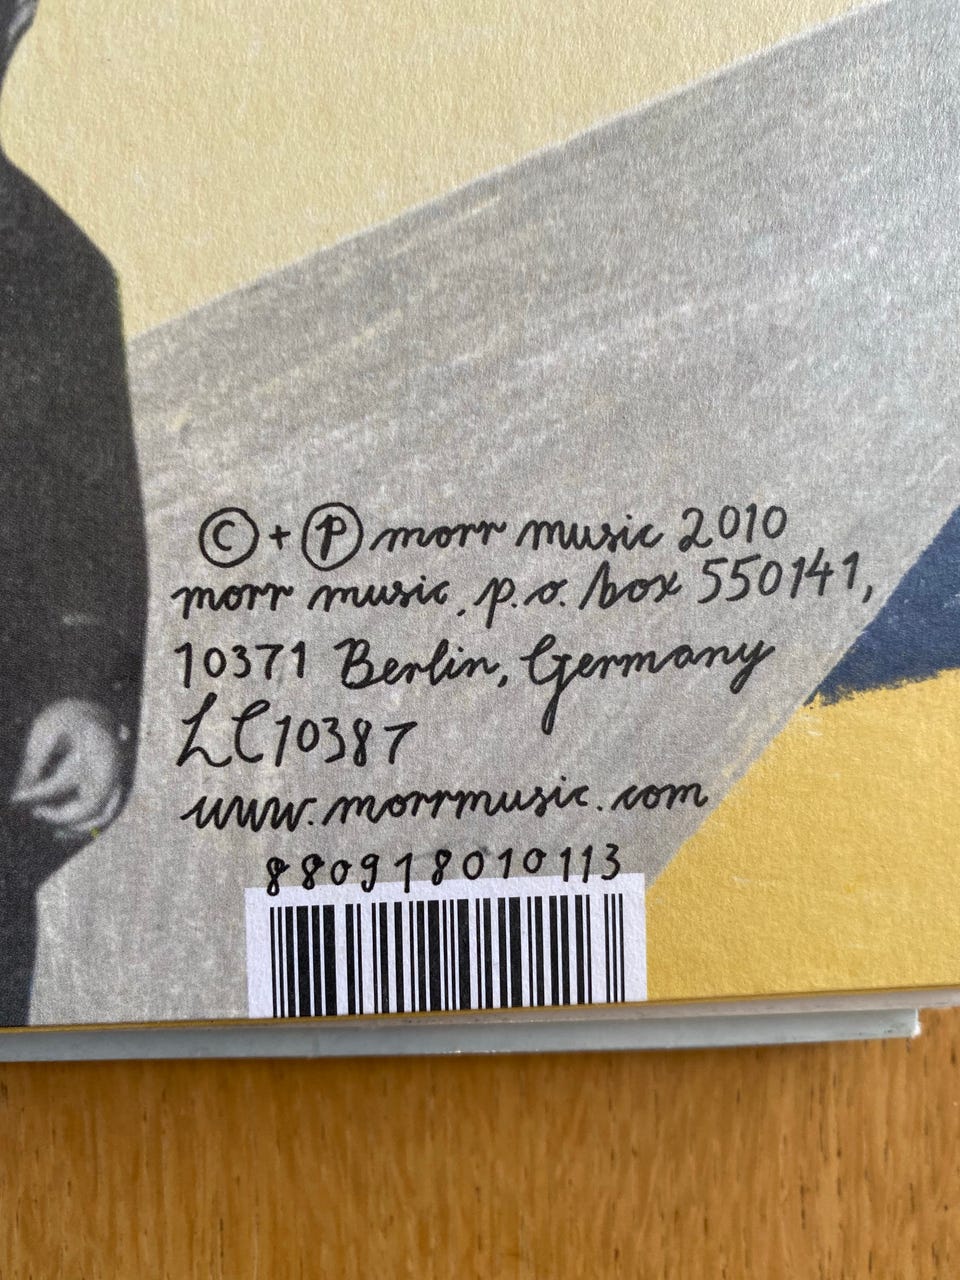 © + ℗ morr music 2010
morr music. p.o. box 550141,
10371 Berlin, Germany
LC10387
www.morrmusic.com
880918010113